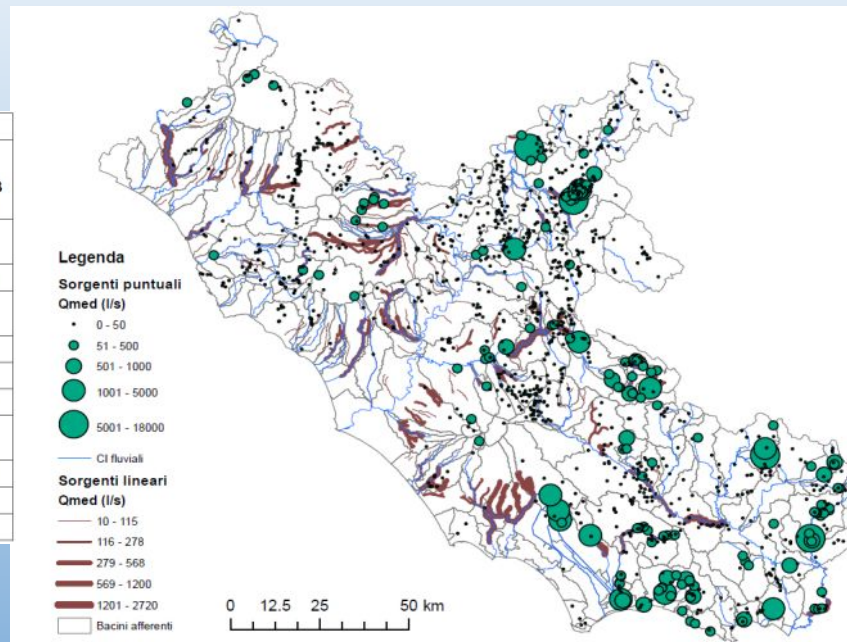 Legenda
Sorgenti puntuali
Qmed (l/s)
0 - 50
51 - 500
501 - 1000
1001 - 5000
5001 - 18000
CI fluviali
Sorgenti lineari
Qmed (l/s)
10 - 115
116 - 278
279 - 568
569 - 1200
1201 - 2720
Bacini afferenti
0 12.5 25 50 km